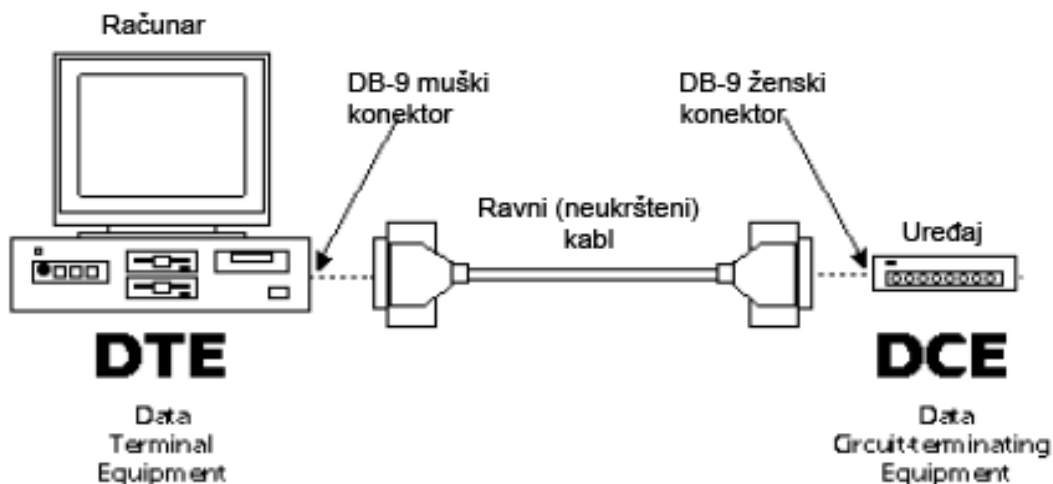 Računar
DB-9 muški
konektor
DB-9 ženski
konektor
Ravni (neukršteni)
kabl
Uređaj
DTE
Data
Terminal
Equipment
DCE
Data
Circuit-terminating
Equipment